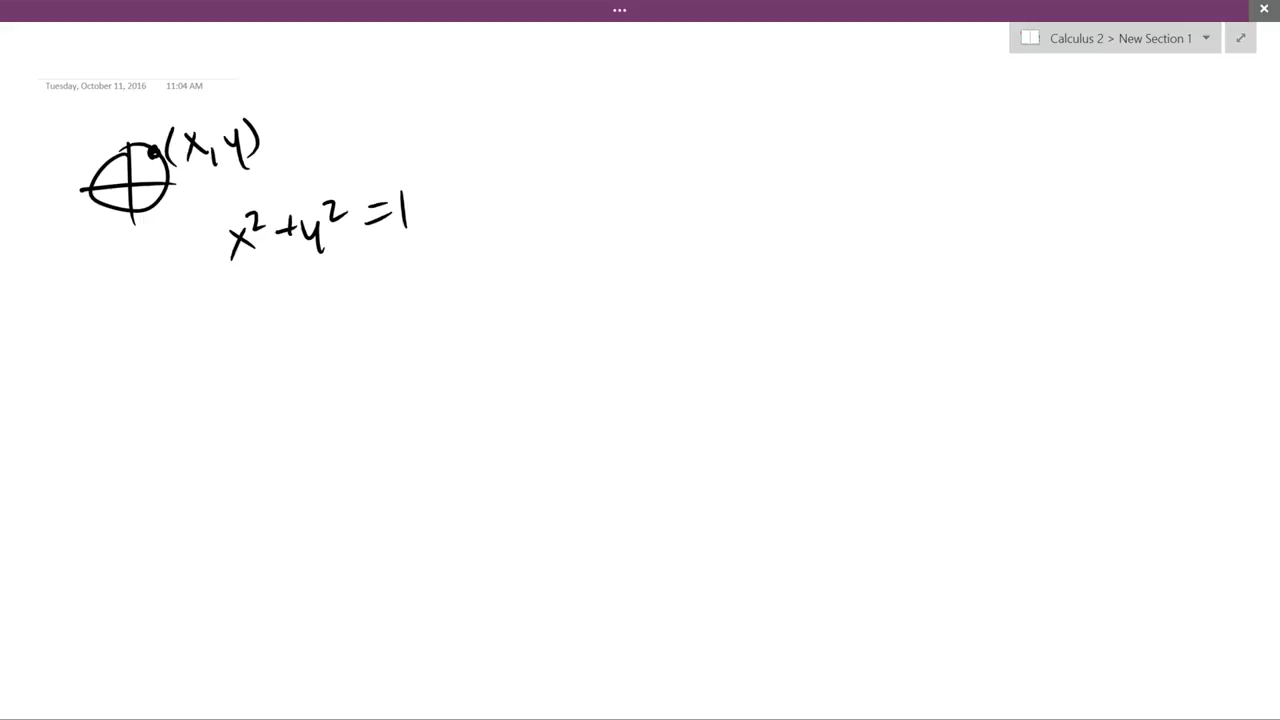 ...
Calculus 2 > New Section 1
Tuesday, October 11, 2016 11:04 AM
(x,y)
x² + y² = 1